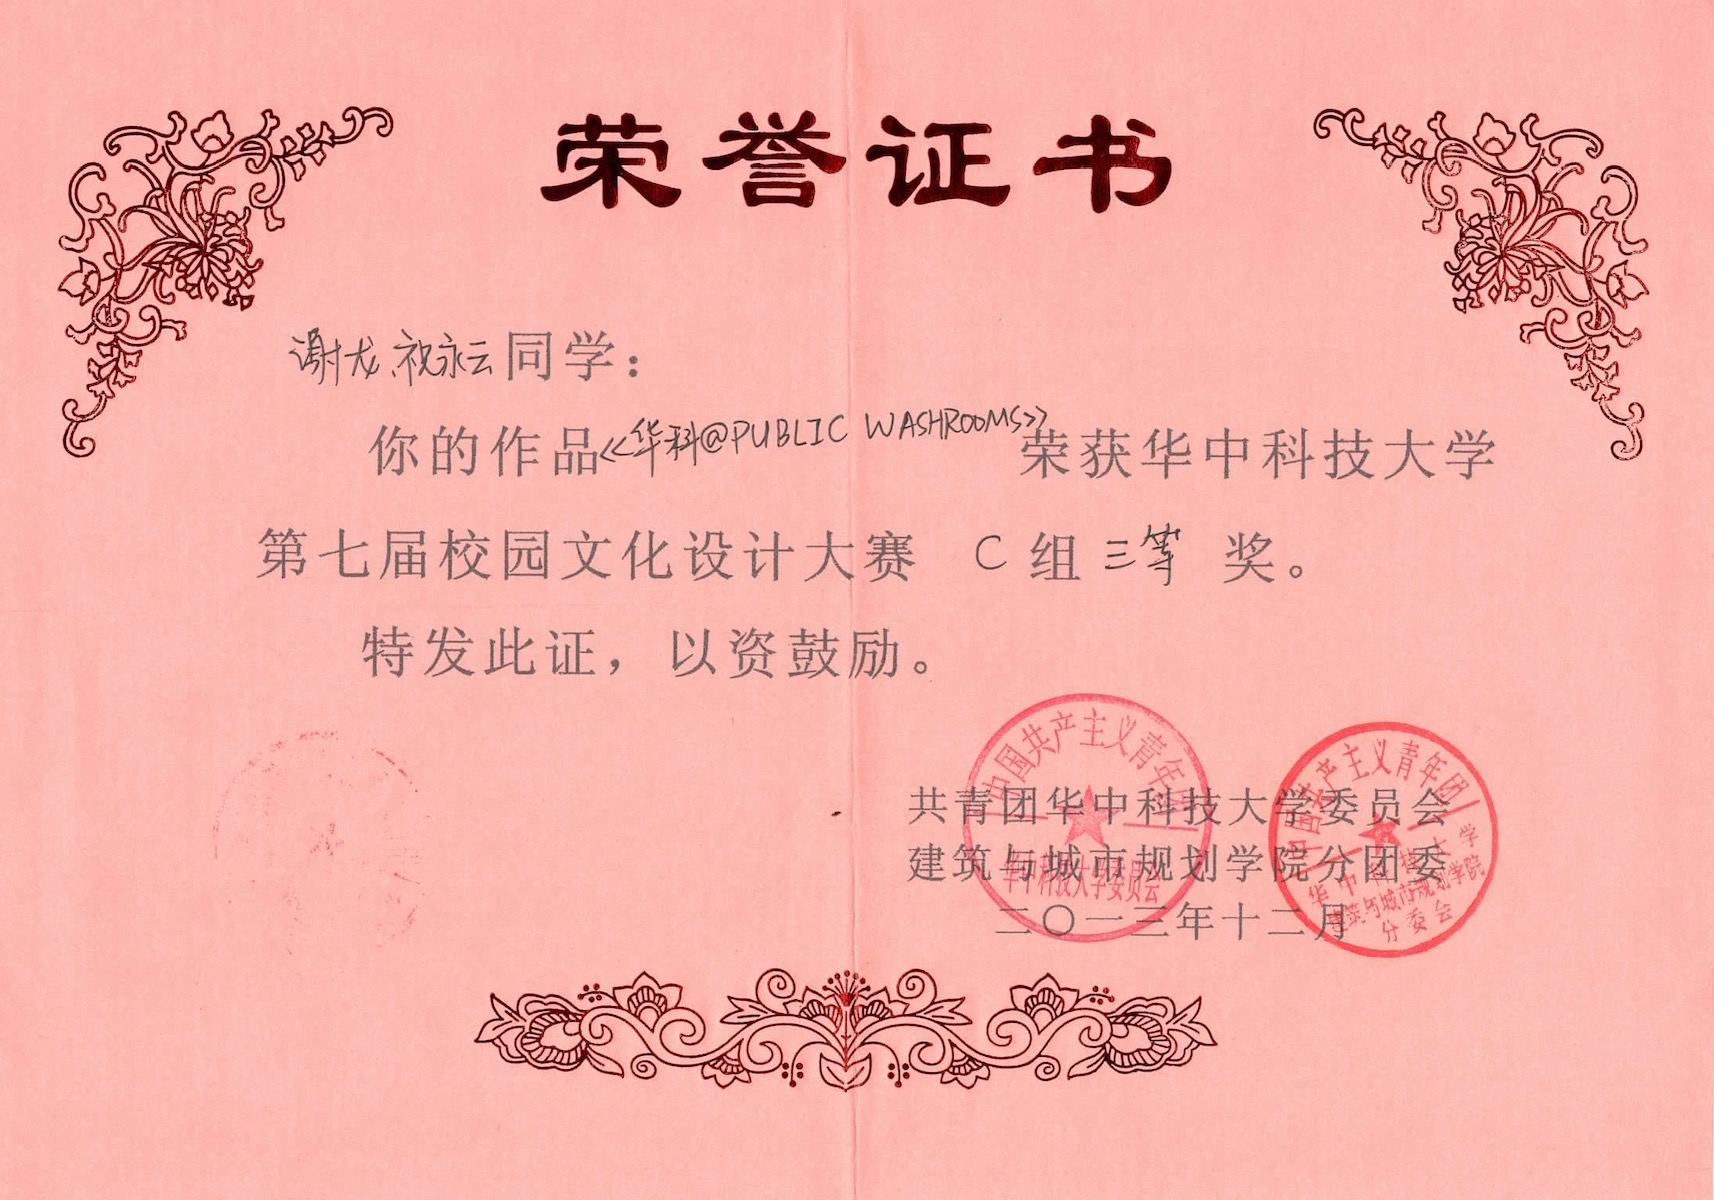 荣誉证书
谢龙、祝永云同学：
你的作品《华科@PUBLIC WASHROOMS》荣获华中科技大学
第七届校园文化设计大赛 C 组 三等 奖。
特发此证，以资鼓励。
共青团华中科技大学委员会
建筑与城市规划学院分团委
二〇一三年十二月
中国共产主义青年团
华中科技大学委员会
中国共产主义青年团
华中科技大学
建筑与城市规划学院
分委会